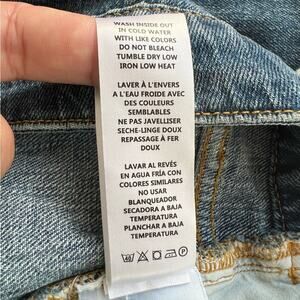 WASH INSIDE OUT
IN COLD WATER
WITH LIKE COLORS
DO NOT BLEACH
TUMBLE DRY LOW
IRON LOW HEAT
LAVER À L'ENVERS
A L'EAU FROIDE AVEC
DES COULEURS
SEMBLABLES
NE PAS JAVELLISER
SECHE-LINGE DOUX
REPASSAGE À FER
DOUX
LAVAR AL REVÉS
EN AGUA FRÍA CON
COLORES SIMILARES
NO USAR
BLANQUEADOR
SECADORA A BAJA
TEMPERATURA
PLANCHAR A BAJA
TEMPERATURA